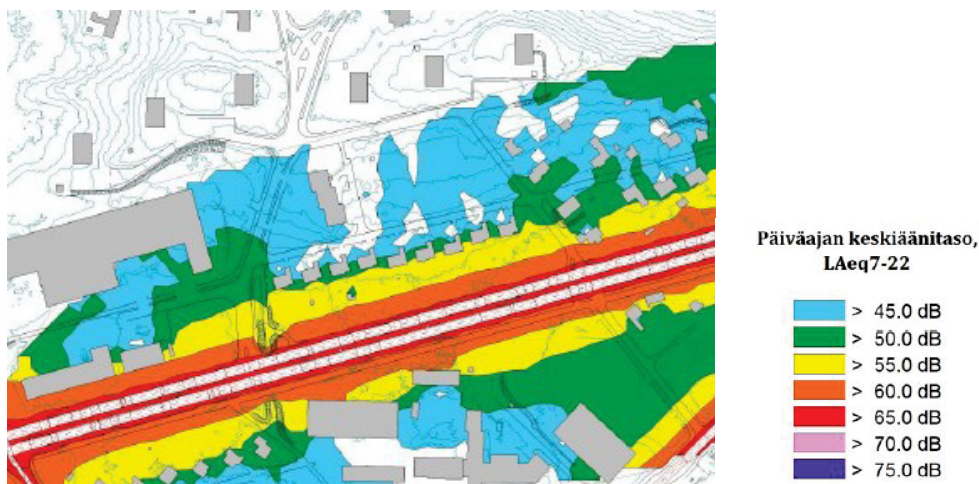 Päiväajan keskiäänitaso,
LAeq7-22
> 45.0 dB
> 50.0 dB
> 55.0 dB
> 60.0 dB
> 65.0 dB
> 70.0 dB
> 75.0 dB